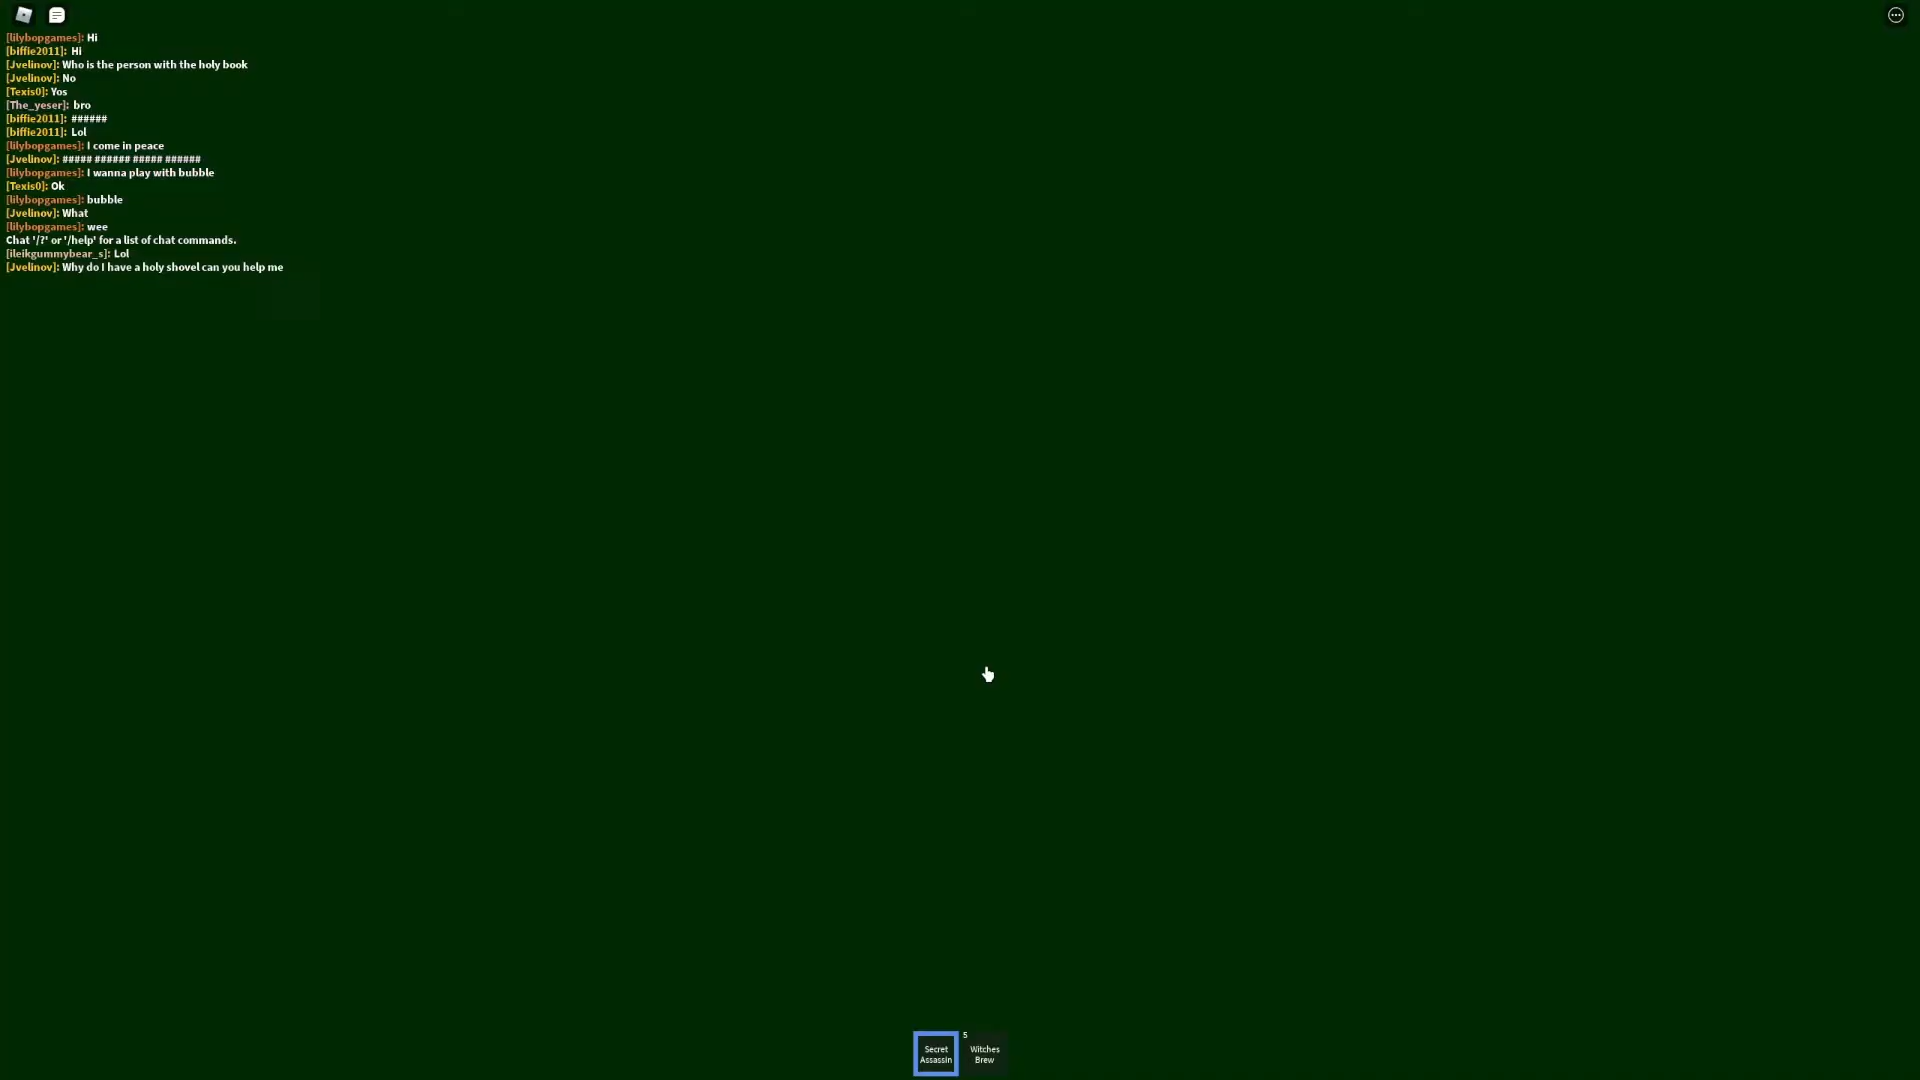 [lilybopgames]: Hi
[biffie2011]: Hi
[Jvelinov]: Who is the person with the holy book
[Jvelinov]: No
[Texis0]: Yos
[The_yeser]: bro
[biffie2011]: ######
[biffie2011]: Lol
[lilybopgames]: I come in peace
[Jvelinov]: ##### ###### ##### ######
[lilybopgames]: I wanna play with bubble
[Texis0]: Ok
[lilybopgames]: bubble
[Jvelinov]: What
[lilybopgames]: wee
Chat '/?' or '/help' for a list of chat commands.
[ileikgummybear_s]: Lol
[Jvelinov]: Why do I have a holy shovel can you help me
5
Secret
Assassin
Witches
Brew